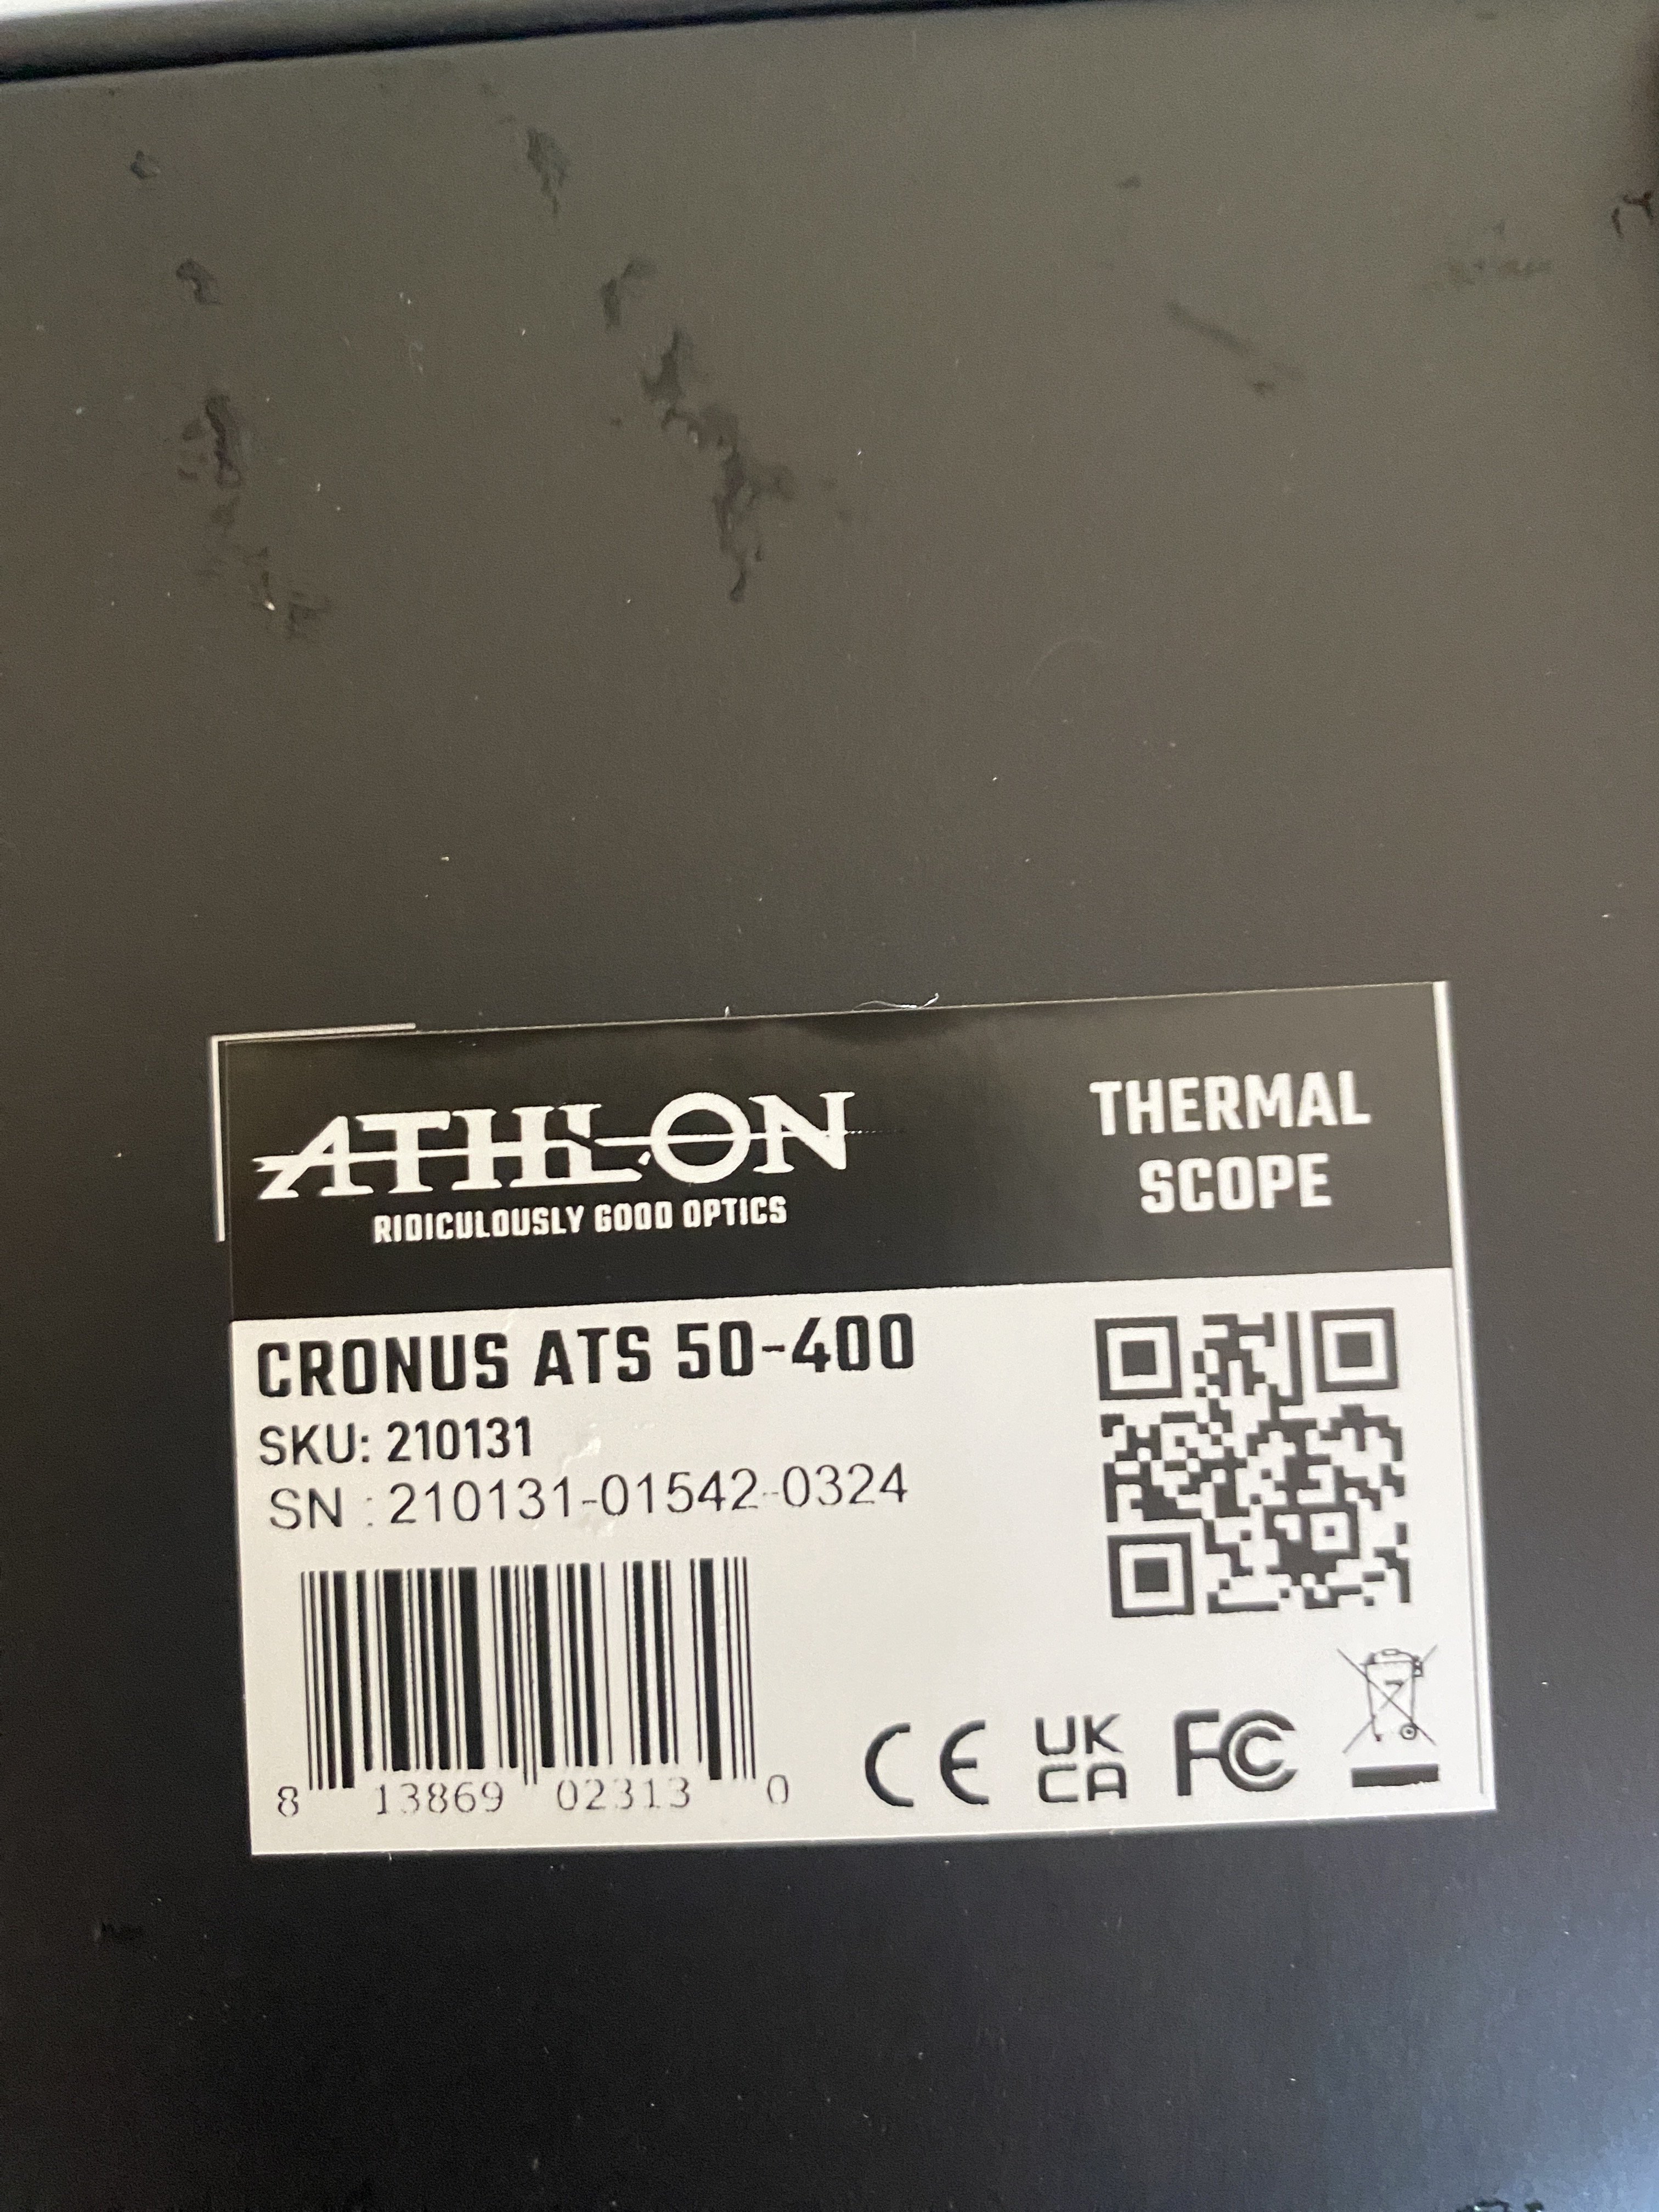 ATHLON
RIDICULOUSLY GOOD OPTICS
THERMAL
SCOPE
CRONUS ATS 50-400
SKU: 210131
SN : 210131-01542-0324
8 13869 02313 0
CE
UK
CA
FC